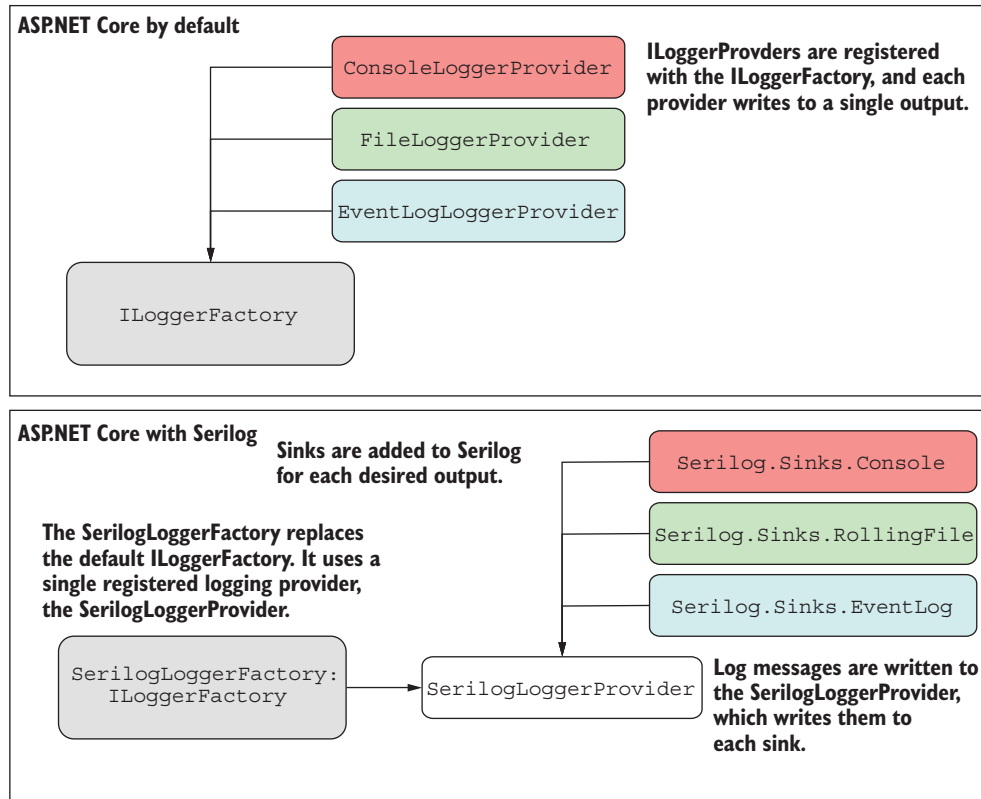 ASP.NET Core by default
ConsoleLoggerProvider
ILoggerProvders are registered
with the ILoggerFactory, and each
provider writes to a single output.
FileLoggerProvider
EventLogLoggerProvider
ILoggerFactory
ASP.NET Core with Serilog
Sinks are added to Serilog
for each desired output.
Serilog.Sinks.Console
Serilog.Sinks.RollingFile
Serilog.Sinks.EventLog
The SerilogLoggerFactory replaces
the default ILoggerFactory. It uses a
single registered logging provider,
the SerilogLoggerProvider.
SerilogLoggerFactory:
ILoggerFactory
SerilogLoggerProvider
Log messages are written to
the SerilogLoggerProvider,
which writes them to
each sink.